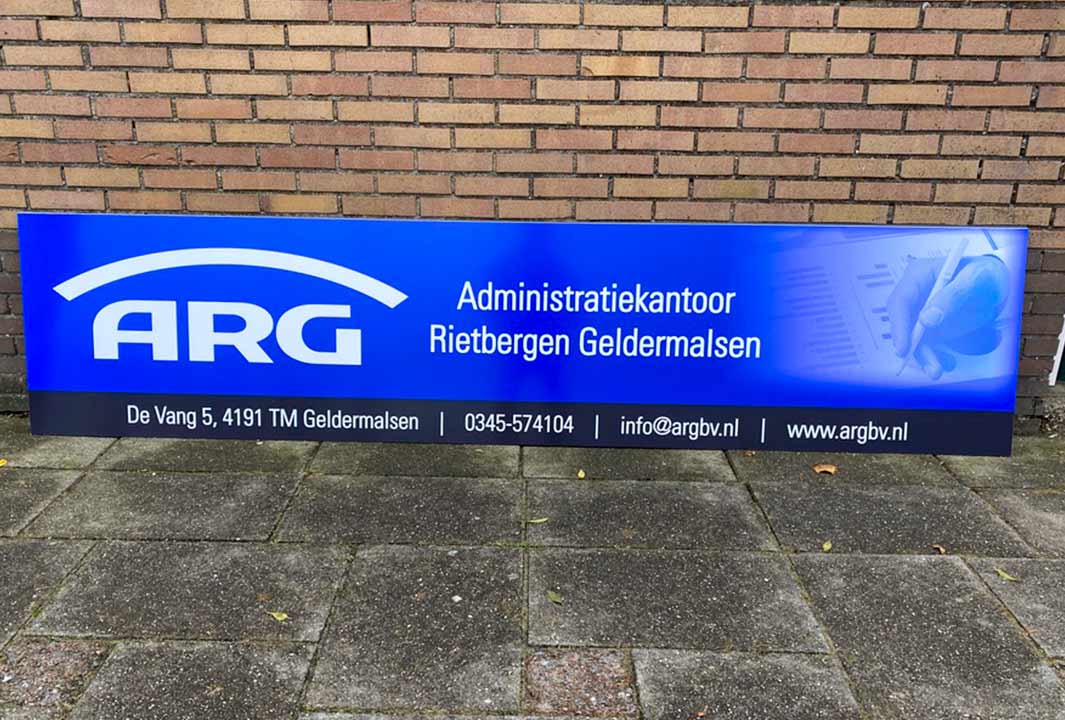 ARG
Administratiekantoor
Rietbergen Geldermalsen
De Vang 5, 4191 TM Geldermalsen | 0345-574104 | info@argbv.nl | www.argbv.nl